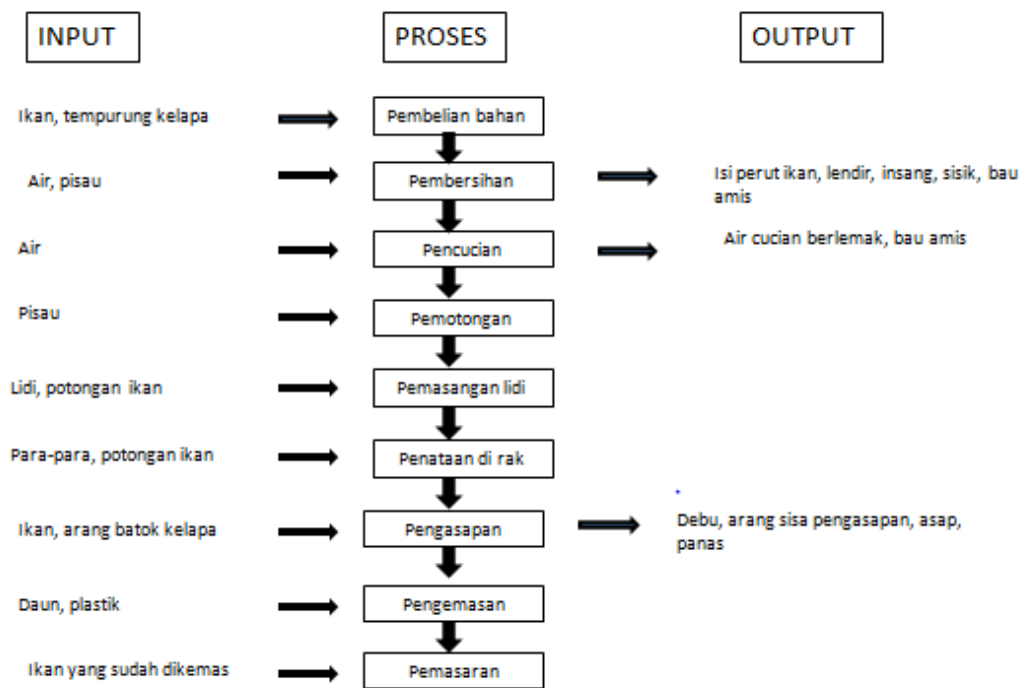 INPUT
PROSES
OUTPUT
Ikan, tempurung kelapa
Pembelian bahan
Air, pisau
Pembersihan
Isi perut ikan, lendir, insang, sisik, bau
amis
Air
Pencucian
Air cucian berlemak, bau amis
Pisau
Pemotongan
Lidi, potongan ikan
Pemasangan lidi
Para-para, potongan ikan
Penataan di rak
Ikan, arang batok kelapa
Pengasapan
Debu, arang sisa pengasapan, asap,
panas
Daun, plastik
Pengemasan
Ikan yang sudah dikemas
Pemasaran